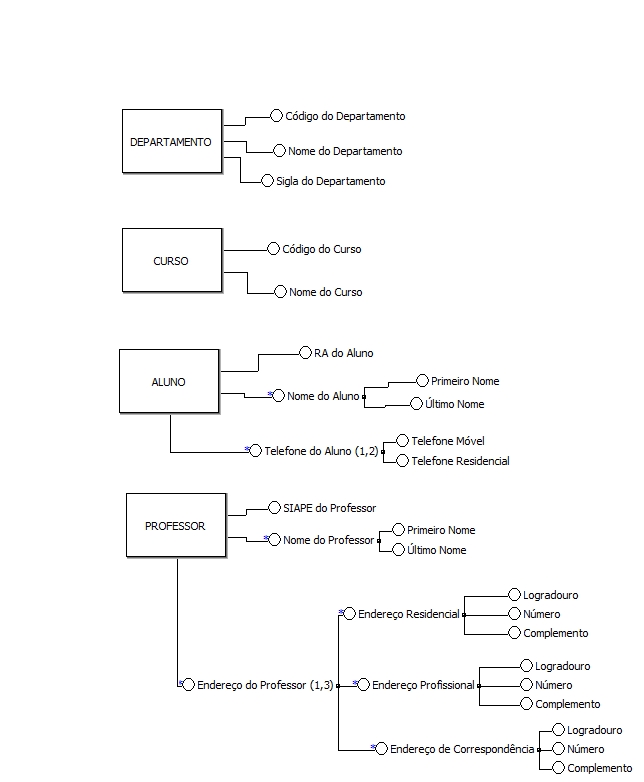 DEPARTAMENTO
Código do Departamento
Nome do Departamento
Sigla do Departamento
CURSO
Código do Curso
Nome do Curso
ALUNO
RA do Aluno
*Nome do Aluno
Primeiro Nome
Último Nome
*Telefone do Aluno (1,2)
Telefone Móvel
Telefone Residencial
PROFESSOR
SIAPE do Professor
*Nome do Professor
Primeiro Nome
Último Nome
*Endereço do Professor (1,3)
*Endereço Residencial
Logradouro
Número
Complemento
*Endereço Profissional
Logradouro
Número
Complemento
*Endereço de Correspondência
Logradouro
Número
Complemento